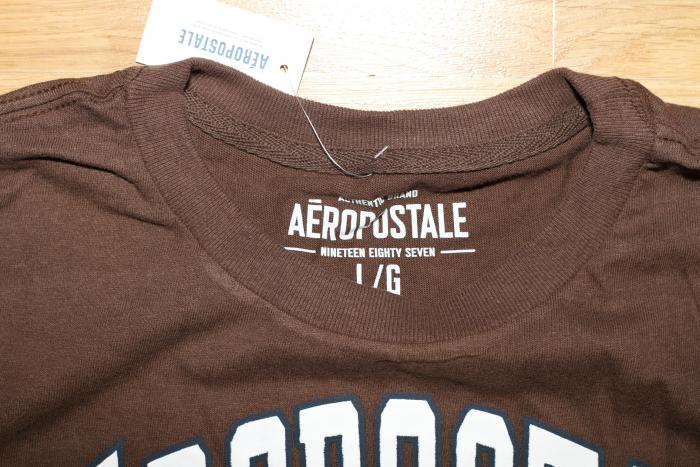 AÉROPOSTALE
AUTHENTIC BRAND
AÉROPOSTALE
NINETEEN EIGHTY SEVEN
L/G